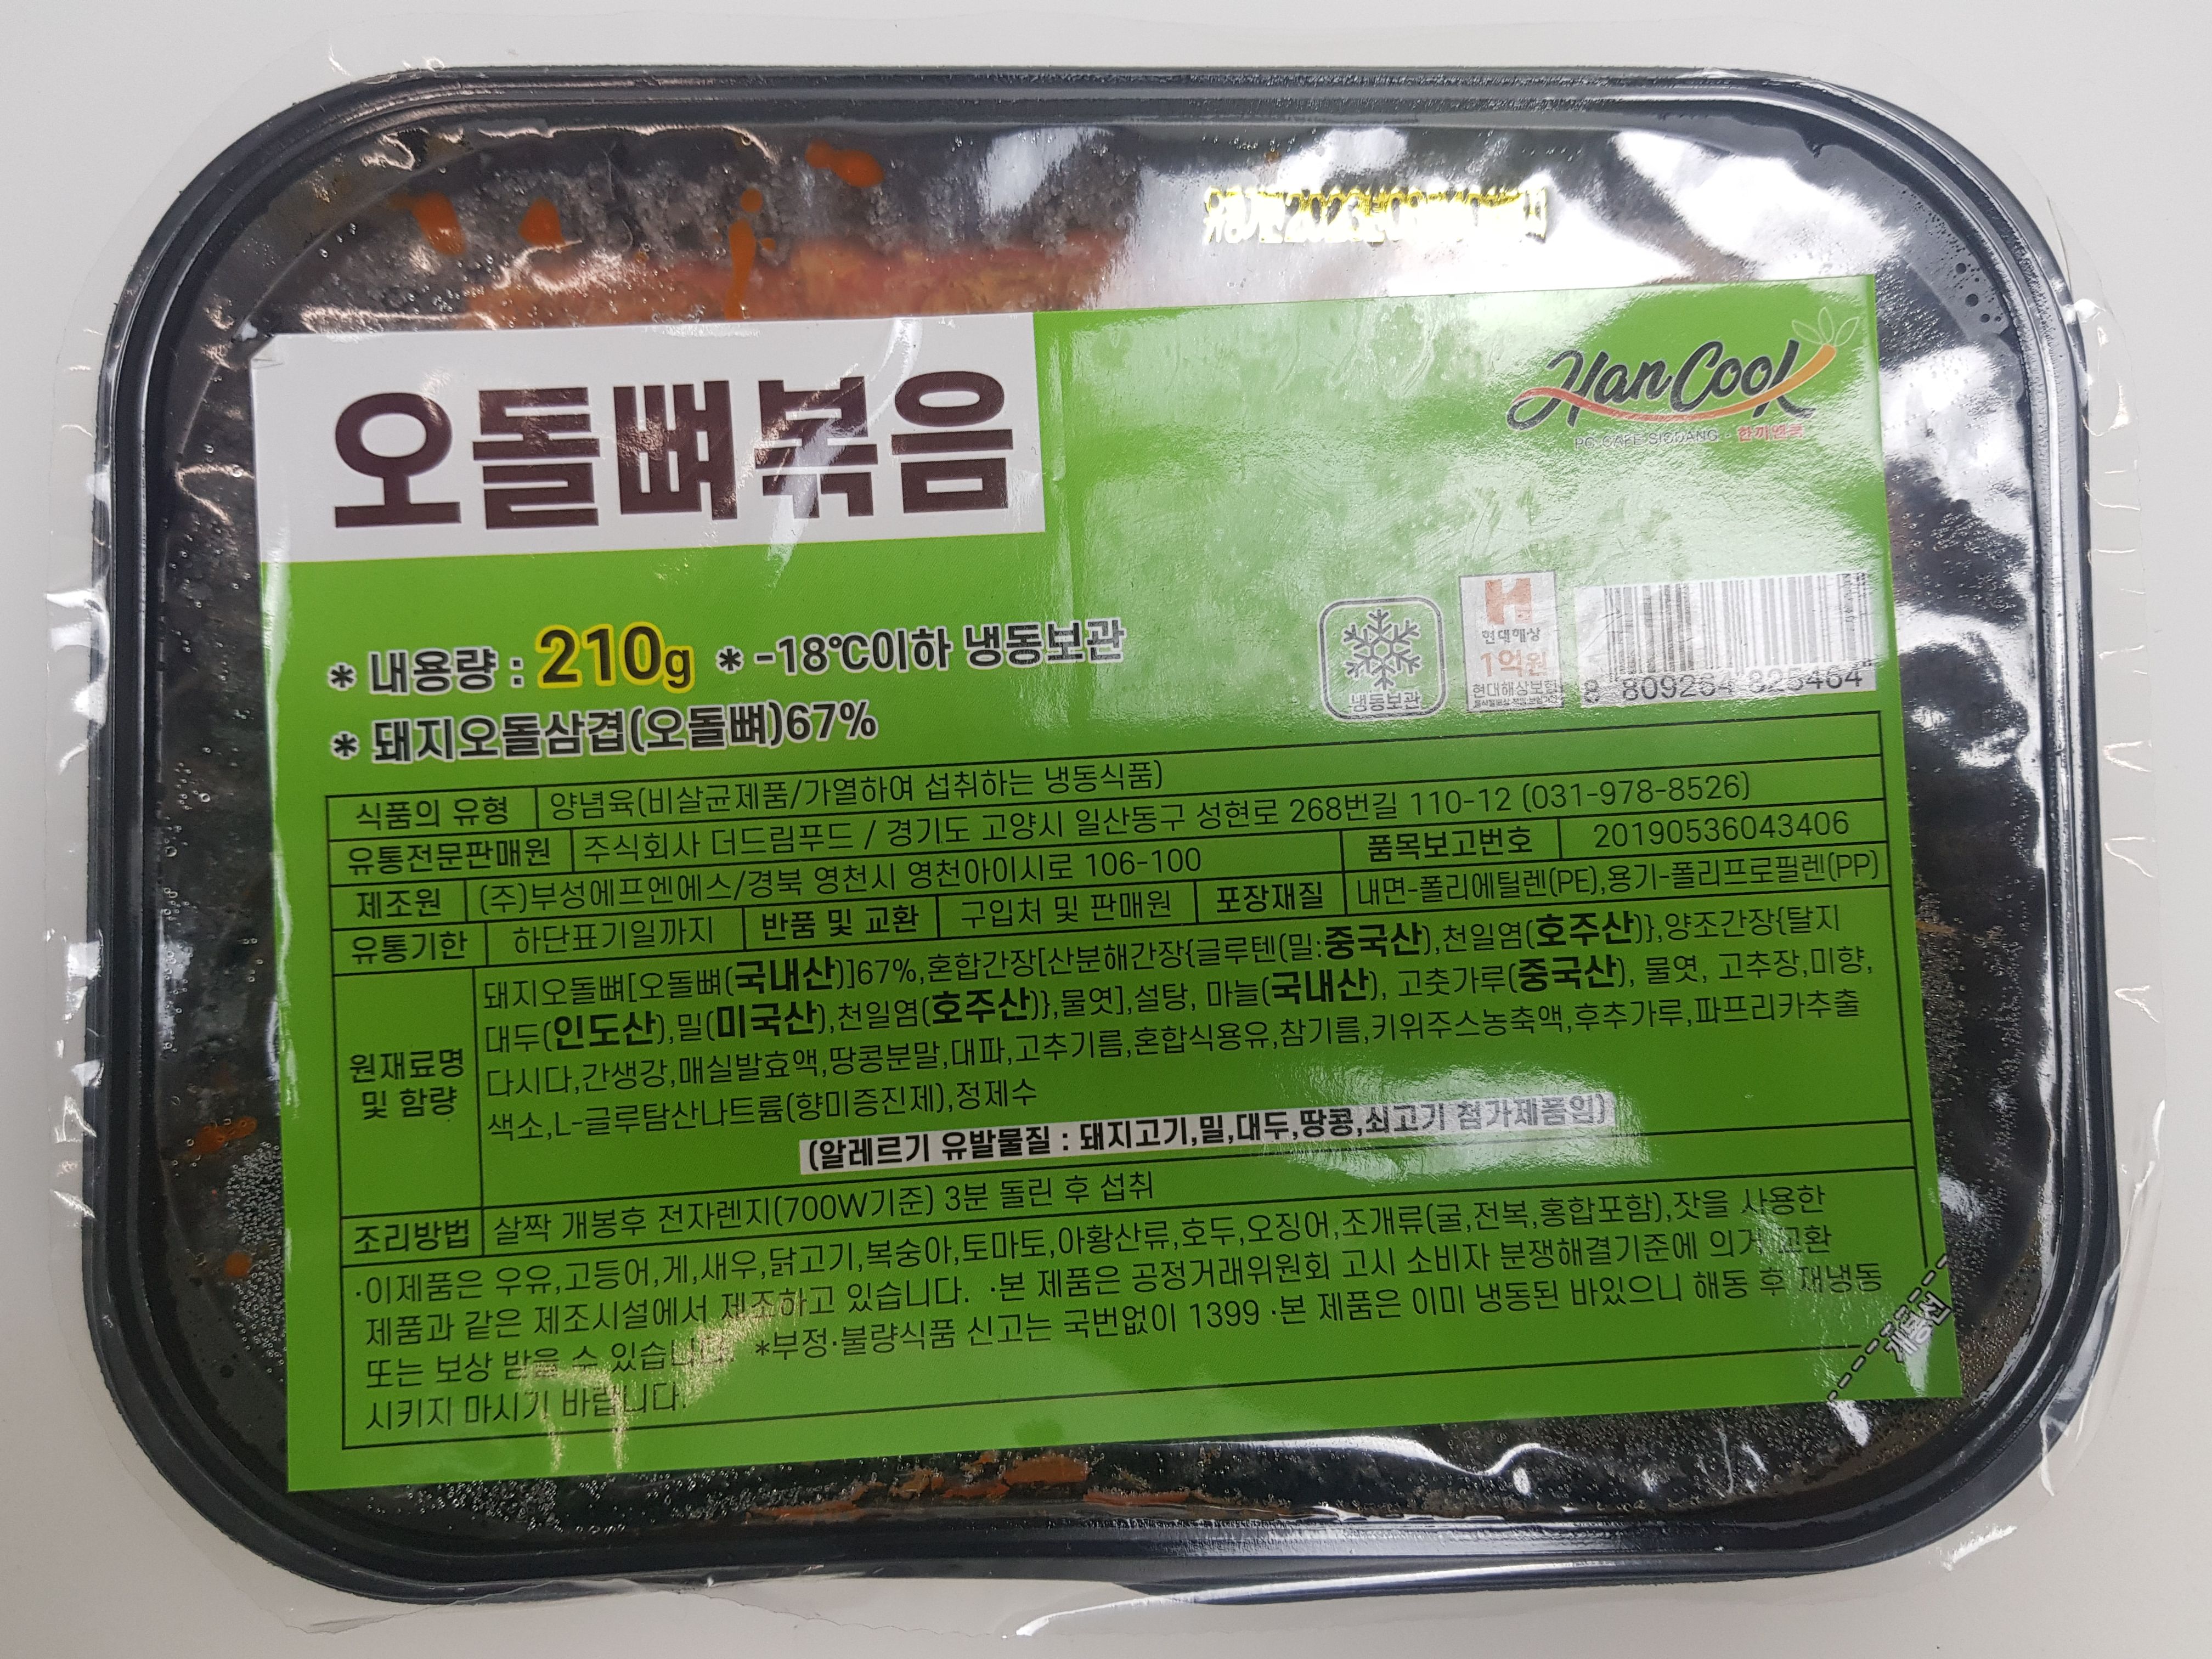 오돌뼈볶음
Han Cook
PC CAFE SICDANG - 한끼앤쿡
* 내용량 : 210g * -18℃이하 냉동보관
* 돼지오돌삼겹(오돌뼈)67%
냉동보관
H
현대해상
1억원
현대해상보험
8 809264 825464
식품의 유형 양념육(비살균제품/가열하여 섭취하는 냉동식품)
유통전문판매원 주식회사 더드림푸드 / 경기도 고양시 일산동구 성현로 268번길 110-12 (031-978-8526)
제조원 (주)부성에프엔에스/경북 영천시 영천아이시로 106-100 품목보고번호 20190536043406
유통기한 하단표기일까지 반품 및 교환 구입처 및 판매원 포장재질 내면-폴리에틸렌(PE),용기-폴리프로필렌(PP)
원재료명 및 함량
돼지오돌뼈[오돌뼈(국내산)]67%,혼합간장[산분해간장{글루텐(밀:중국산),천일염(호주산)},양조간장{탈지
대두(인도산),밀(미국산),천일염(호주산)},물엿],설탕, 마늘(국내산), 고춧가루(중국산), 물엿, 고추장,미향,
다시다,간생강,매실발효액,땅콩분말,대파,고추기름,혼합식용유,참기름,키위주스농축액,후추가루,파프리카추출
색소,L-글루탐산나트륨(향미증진제),정제수
(알레르기 유발물질 : 돼지고기,밀,대두,땅콩,쇠고기 첨가제품임)
조리방법 살짝 개봉후 전자렌지(700W기준) 3분 돌린 후 섭취
·이제품은 우유,고등어,게,새우,닭고기,복숭아,토마토,아황산류,호두,오징어,조개류(굴,전복,홍합포함),잣을 사용한
제품과 같은 제조시설에서 제조하고 있습니다. ·본 제품은 공정거래위원회 고시 소비자 분쟁해결기준에 의거 교환
또는 보상 받을 수 있습니다. *부정·불량식품 신고는 국번없이 1399 ·본 제품은 이미 냉동된 바있으니 해동 후 재냉동
시키지 마시기 바랍니다.
개봉선